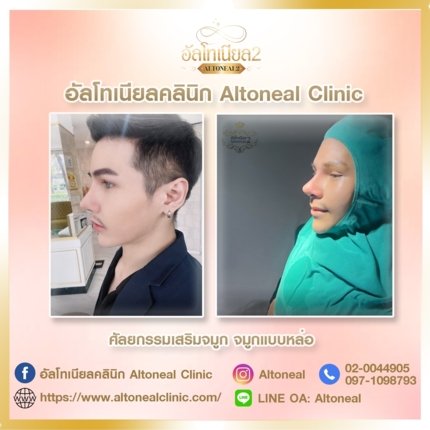 อัลโทเนียล2
ALTONEAL2
อัลโทเนียลคลินิก Altoneal Clinic
ศัลยกรรมเสริมจมูก จมูกแบบหล่อ
อัลโทเนียลคลินิก Altoneal Clinic
Altoneal
02-0044905
097-1098793
https://www.altonealclinic.com/
LINE OA: Altoneal